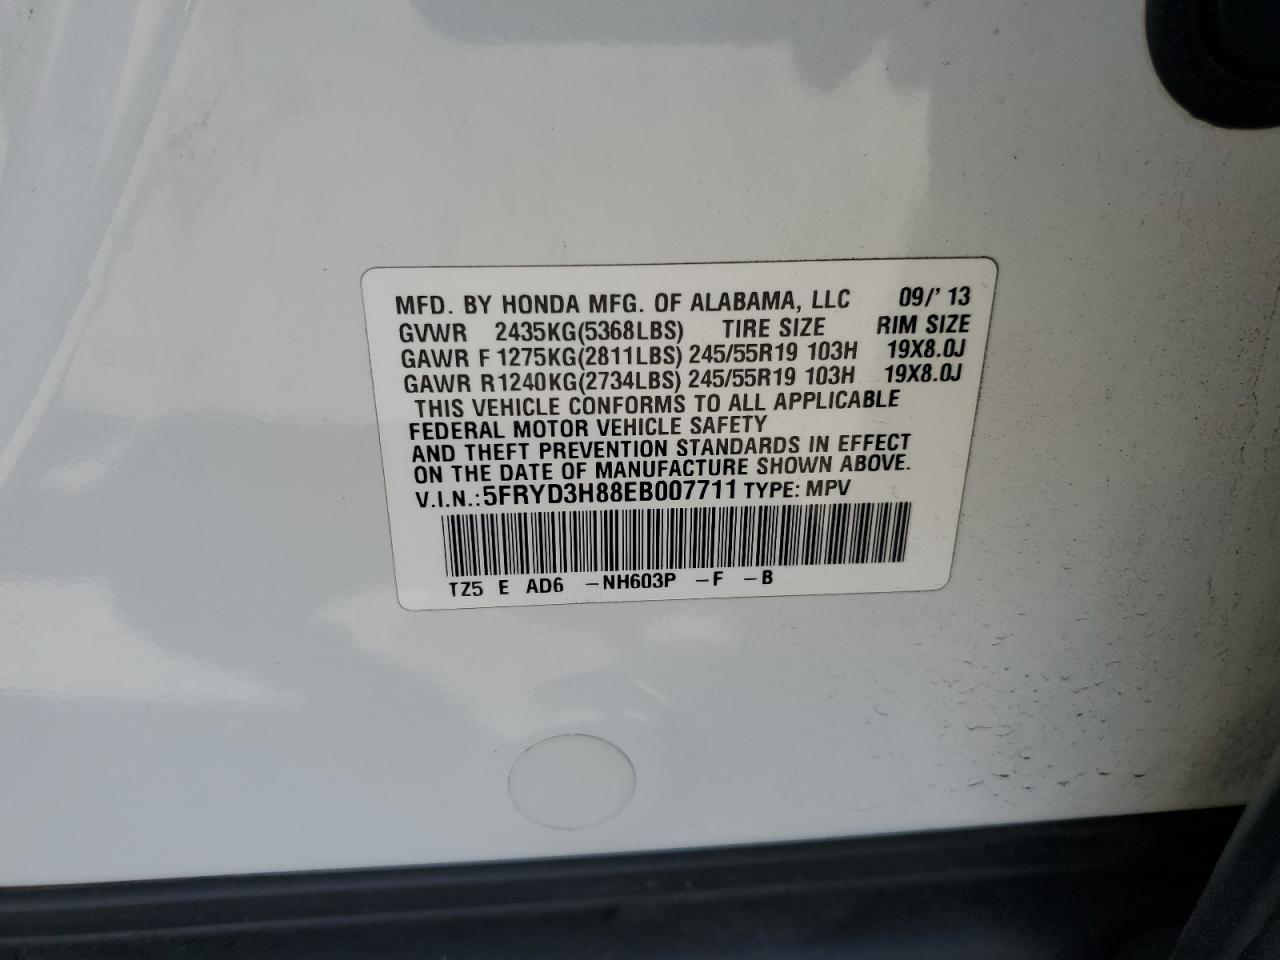 MFD. BY HONDA MFG. OF ALABAMA, LLC 09/' 13
GVWR 2435KG(5368LBS) TIRE SIZE RIM SIZE
GAWR F 1275KG(2811LBS) 245/55R19 103H 19X8.0J
GAWR R 1240KG(2734LBS) 245/55R19 103H 19X8.0J
THIS VEHICLE CONFORMS TO ALL APPLICABLE
FEDERAL MOTOR VEHICLE SAFETY
AND THEFT PREVENTION STANDARDS IN EFFECT
ON THE DATE OF MANUFACTURE SHOWN ABOVE.
V.I.N.: 5FRYD3H88EB007711 TYPE: MPV
TZ5 E AD6 -NH603P -F -B